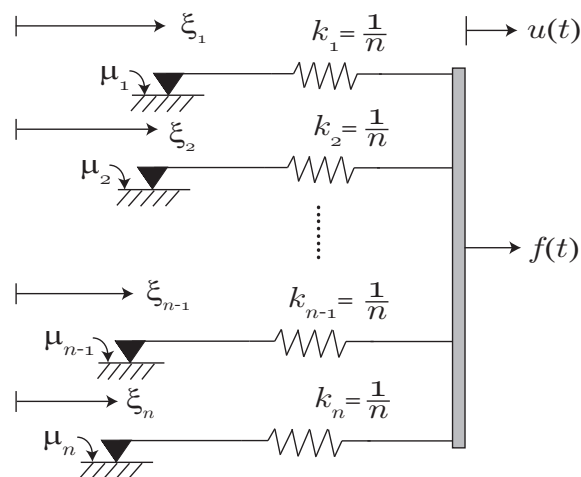 ξ₁ k₁ = 1/n u(t)
μ₁
ξ₂ k₂ = 1/n
μ₂
f(t)
ξₙ₋₁ kₙ₋₁ = 1/n
μₙ₋₁
ξₙ kₙ = 1/n
μₙ